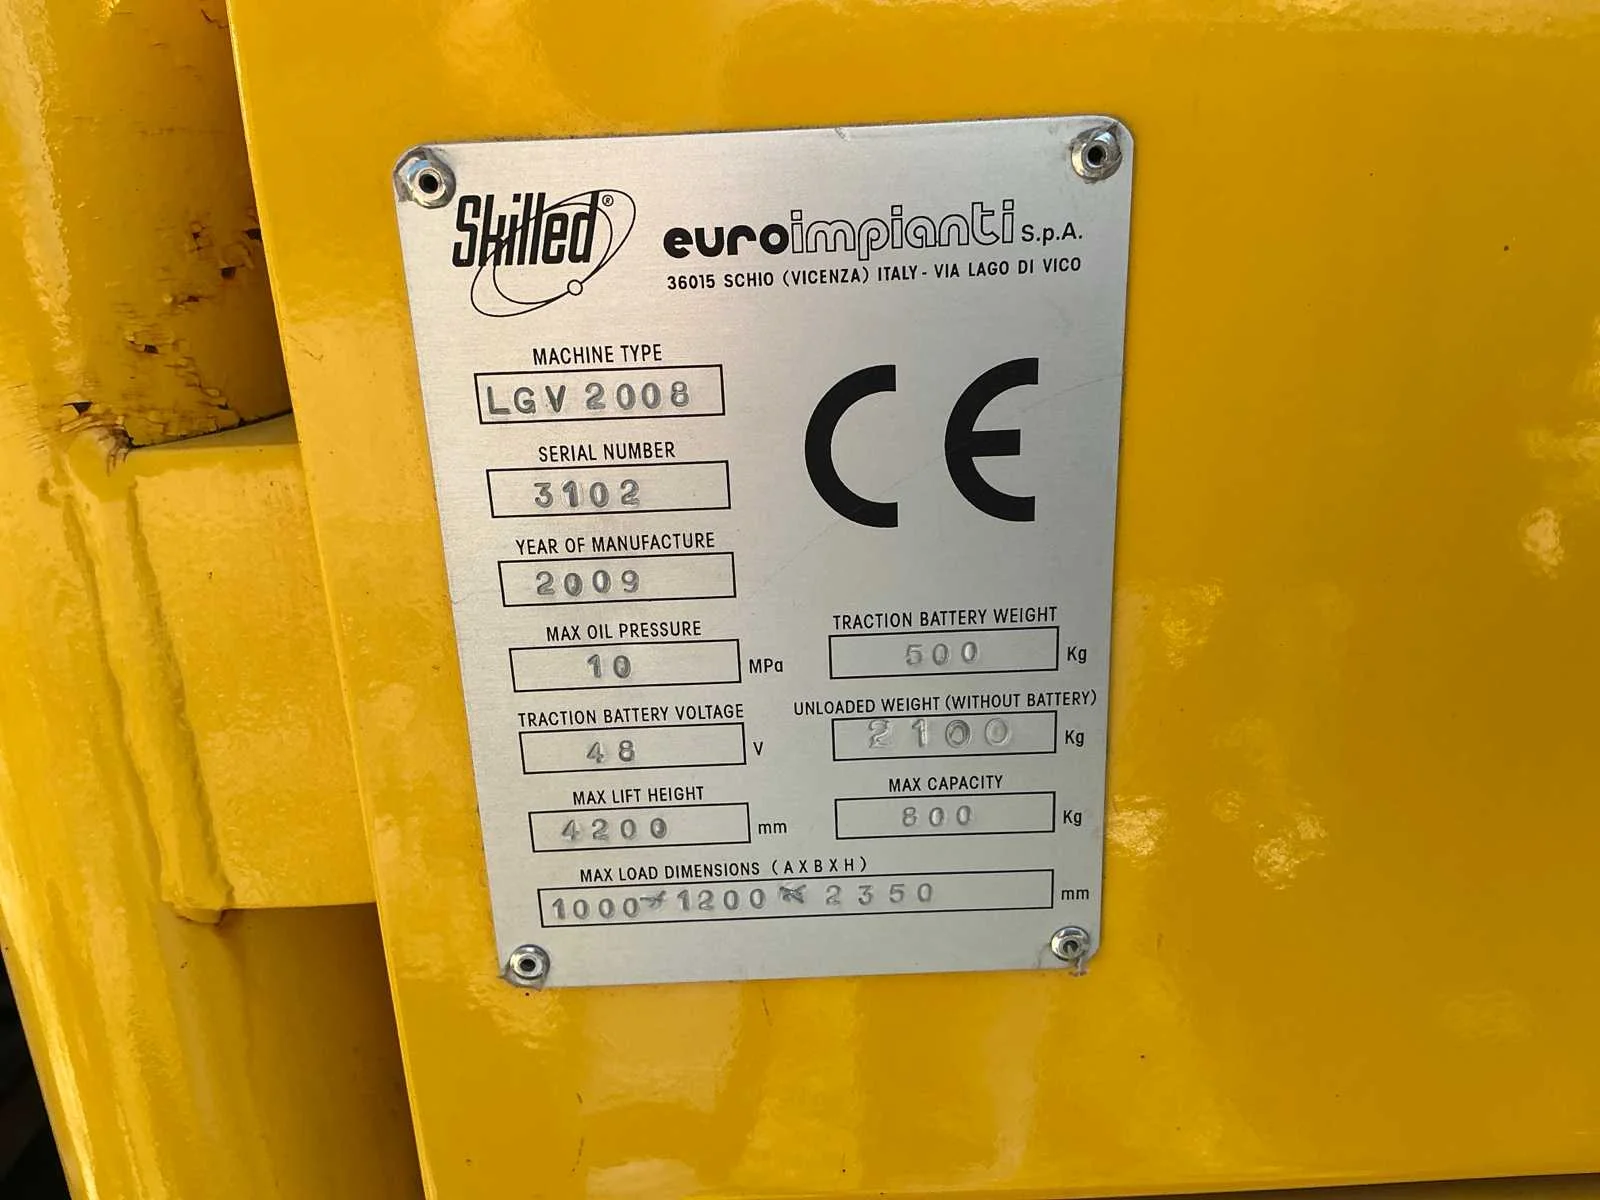 Skilled®
euroimpianti S.p.A.
36015 SCHIO (VICENZA) ITALY - VIA LAGO DI VICO
MACHINE TYPE
LGV 2008
SERIAL NUMBER
3102
YEAR OF MANUFACTURE
2009
MAX OIL PRESSURE
10 MPa
TRACTION BATTERY VOLTAGE
48 V
MAX LIFT HEIGHT
4200 mm
CE
TRACTION BATTERY WEIGHT
500 Kg
UNLOADED WEIGHT (WITHOUT BATTERY)
2100 Kg
MAX CAPACITY
800 Kg
MAX LOAD DIMENSIONS (A X B X H)
1000 x 1200 x 2350 mm